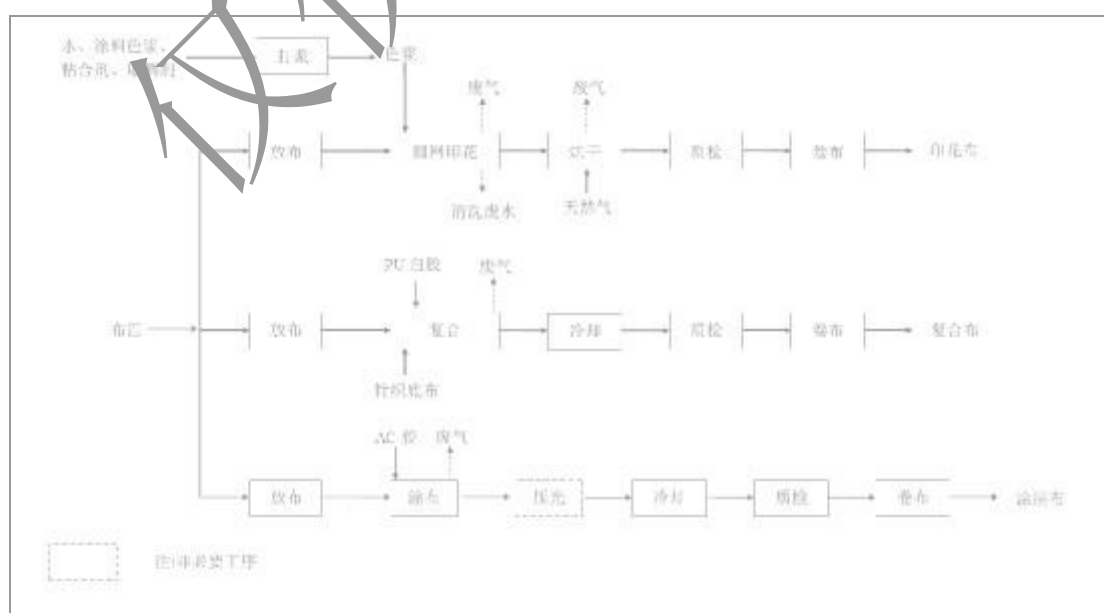 水、涂料色浆、
粘合剂、
打浆
色浆
废气
废气
放布
圆网印花
烘干
质检
卷布
印花布
清洗废水
天然气
PU 白胶
废气
布匹
放布
复合
冷却
质检
卷布
复合布
针织底布
AC 胶
废气
放布
涂布
压光
冷却
质检
卷布
涂层布
注:非必要工序